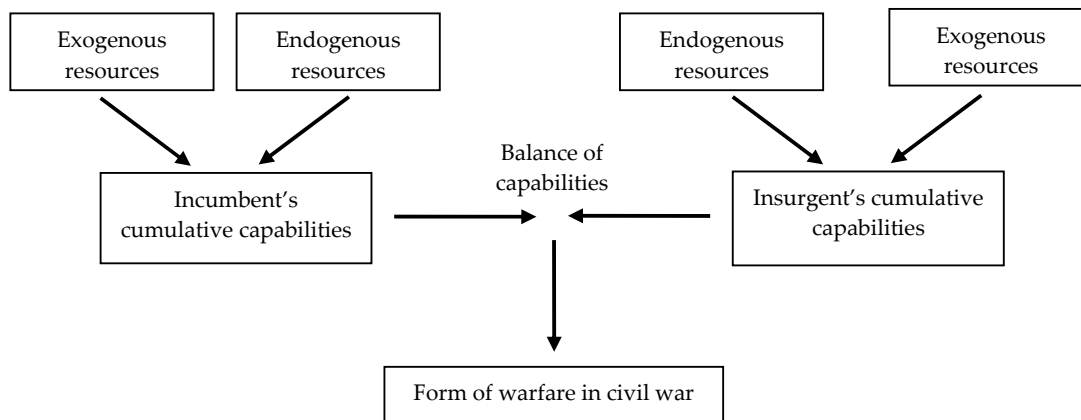 Exogenous
resources
Endogenous
resources
Endogenous
resources
Exogenous
resources
Balance of
capabilities
Incumbent’s
cumulative capabilities
Insurgent’s cumulative
capabilities
Form of warfare in civil war